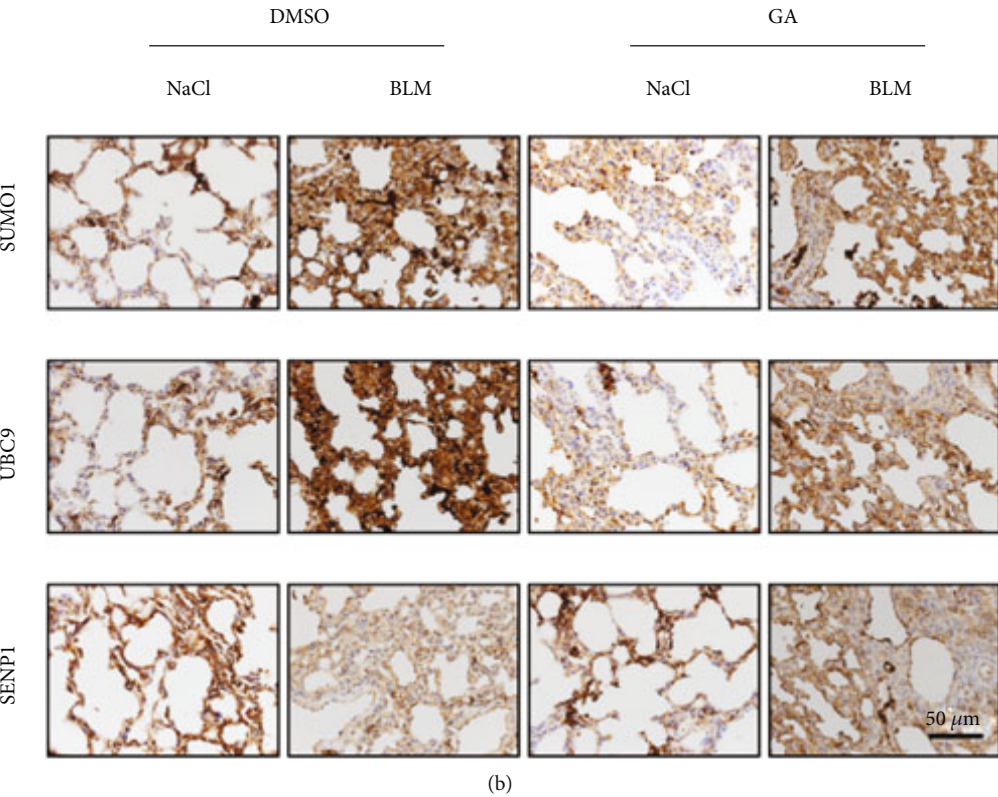 DMSO GA
NaCl BLM NaCl BLM
SUMO1
UBC9
SENP1
50 μm
(b)